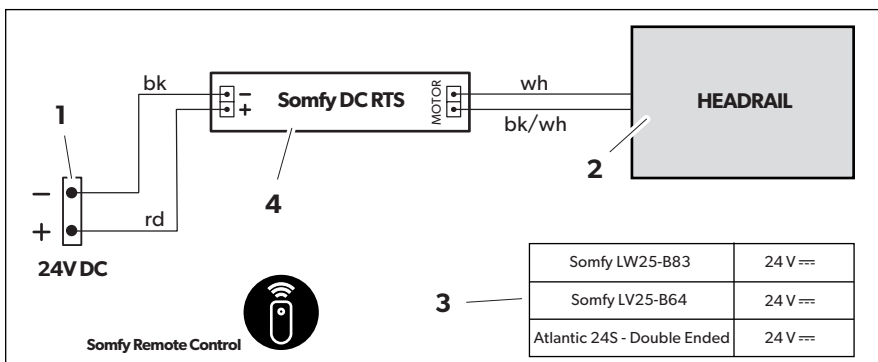 bk
− Somfy DC RTS
+
MOTOR
wh
bk/wh
HEADRAIL
1
2
4
−
+
rd
24V DC
3
Somfy LW25-B83 24 V ⎓
Somfy LV25-B64 24 V ⎓
Atlantic 24S - Double Ended 24 V ⎓
Somfy Remote Control